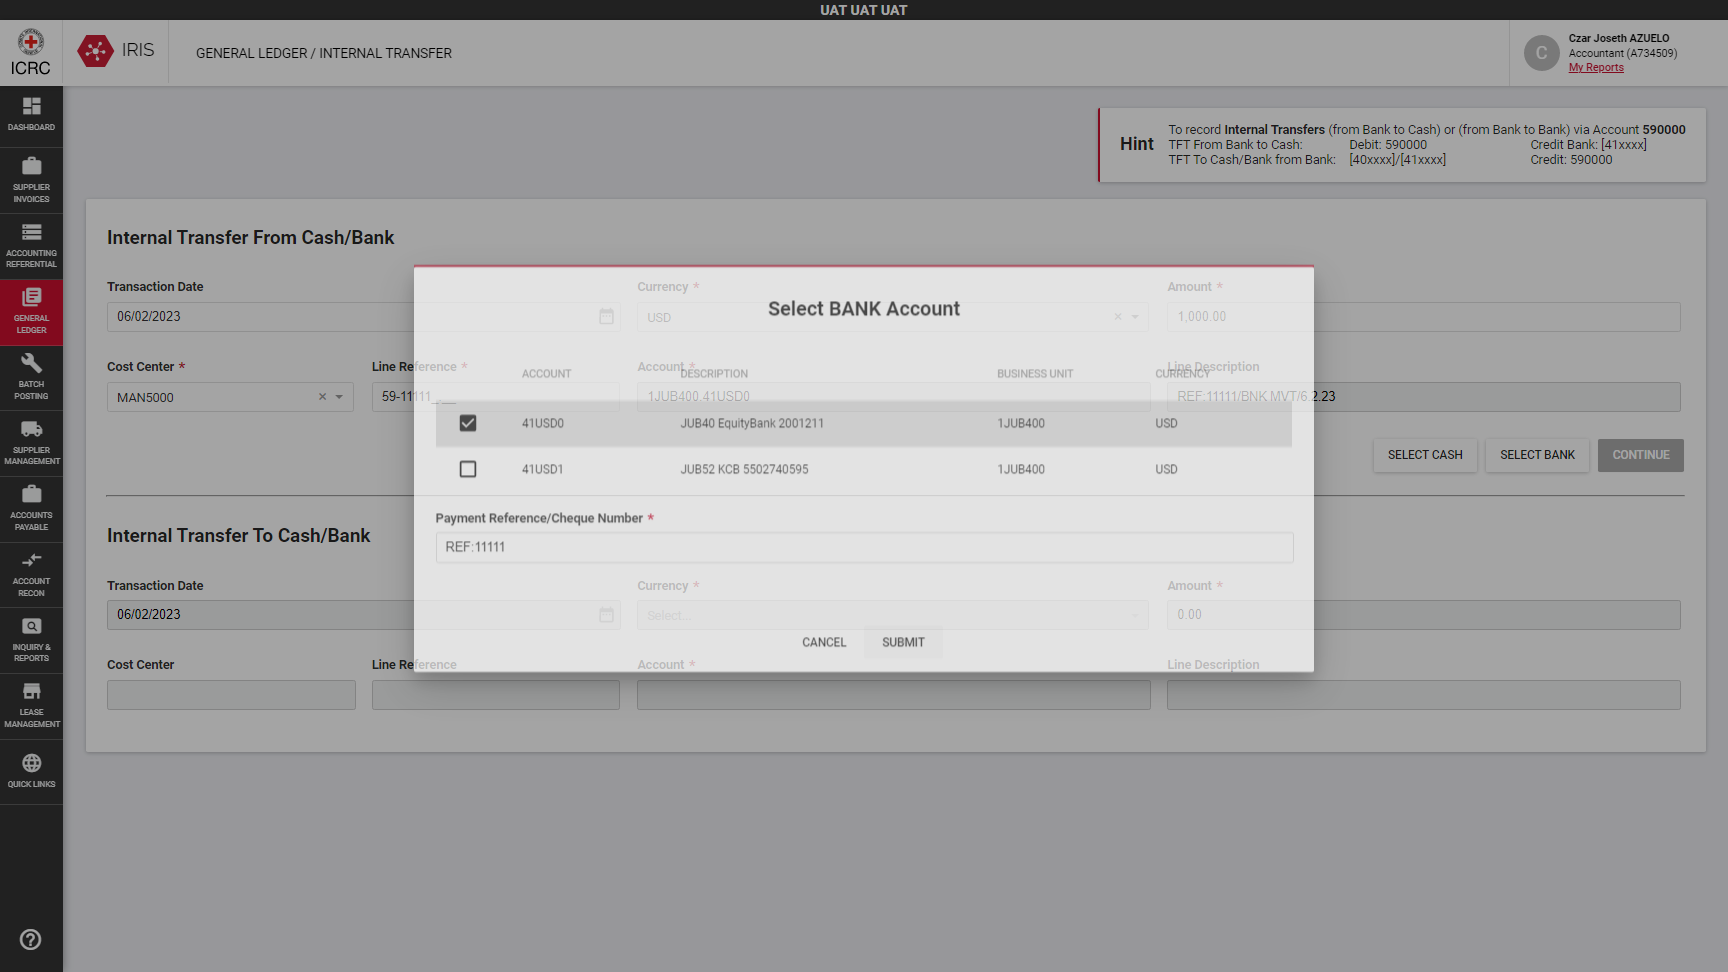 UAT UAT UAT
ICRC
IRIS
GENERAL LEDGER / INTERNAL TRANSFER
C
Czar Joseth AZUELO
Accountant (A734509)
My Reports
DASHBOARD
SUPPLIER
INVOICES
ACCOUNTING
REFERENTIAL
GENERAL
LEDGER
BATCH
POSTING
SUPPLIER
MANAGEMENT
ACCOUNTS
PAYABLE
ACCOUNT
RECON
INQUIRY &
REPORTS
LEASE
MANAGEMENT
QUICK LINKS
Hint
To record Internal Transfers (from Bank to Cash) or (from Bank to Bank) via Account 590000
TFT From Bank to Cash: Debit: 590000 Credit Bank: [41xxxx]
TFT To Cash/Bank from Bank: [40xxxx]/[41xxxx] Credit: 590000
Internal Transfer From Cash/Bank
Transaction Date Currency * Amount *
06/02/2023 USD 1,000.00
Cost Center * Line Reference * Account * Line Description
MAN5000 59-11111_.__ 1JUB400.41USD0 REF:11111/BNK MVT/6.2.23
SELECT CASH SELECT BANK CONTINUE
Select BANK Account
ACCOUNT DESCRIPTION BUSINESS UNIT CURRENCY
41USD0 JUB40 EquityBank 2001211 1JUB400 USD
41USD1 JUB52 KCB 5502740595 1JUB400 USD
Payment Reference/Cheque Number *
REF:11111
CANCEL SUBMIT
Internal Transfer To Cash/Bank
Transaction Date Currency * Amount *
06/02/2023 Select... 0.00
Cost Center Line Reference Account * Line Description